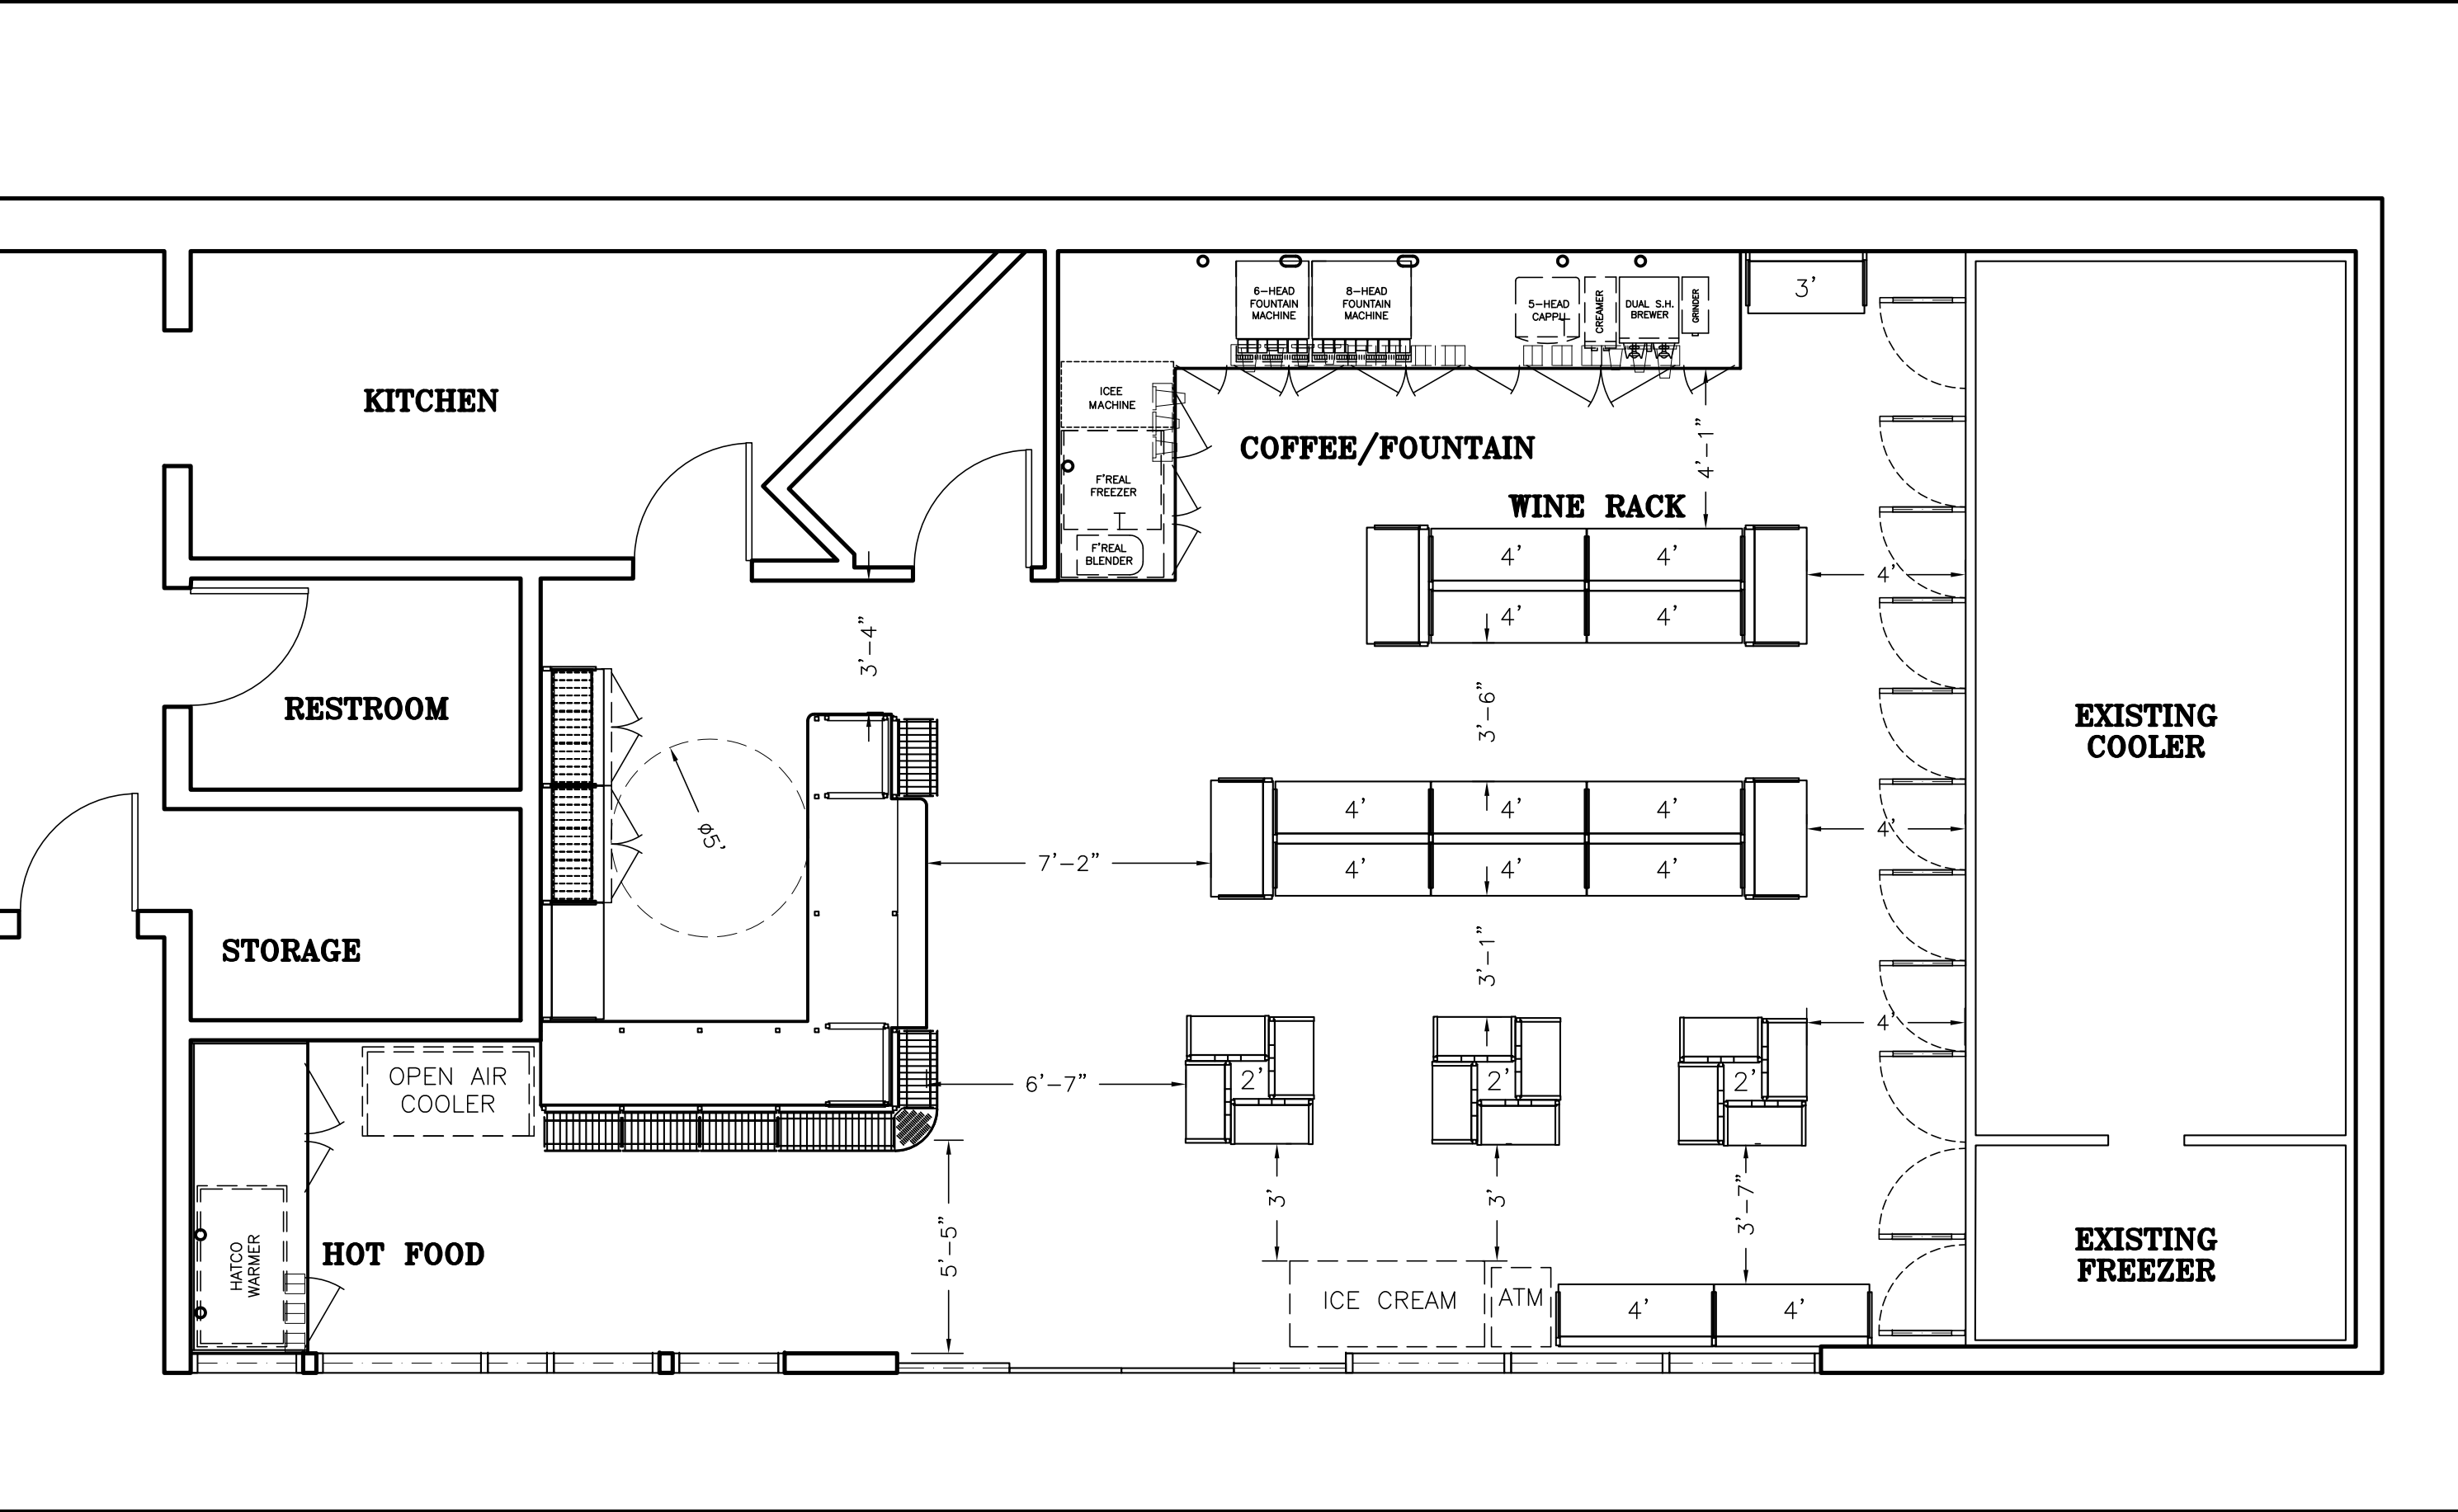 6-HEAD
FOUNTAIN
MACHINE
8-HEAD
FOUNTAIN
MACHINE
5-HEAD
CAPPU
CREAMER
DUAL S.H.
BREWER
GRINDER
3'
KITCHEN
ICEE
MACHINE
COFFEE/FOUNTAIN
4'-1"
F'REAL
FREEZER
WINE RACK
F'REAL
BLENDER
4'
4'
4'
4'
4'
3'-4"
RESTROOM
3'-6"
EXISTING
COOLER
4'
4'
4'
4'
ϕ5'
7'-2"
4'
4'
4'
STORAGE
3'-1"
4'
OPEN AIR
COOLER
6'-7"
2'
2'
2'
3'
3'
3'-7"
5'-5"
HATCO
WARMER
HOT FOOD
EXISTING
FREEZER
ICE CREAM
ATM
4'
4'